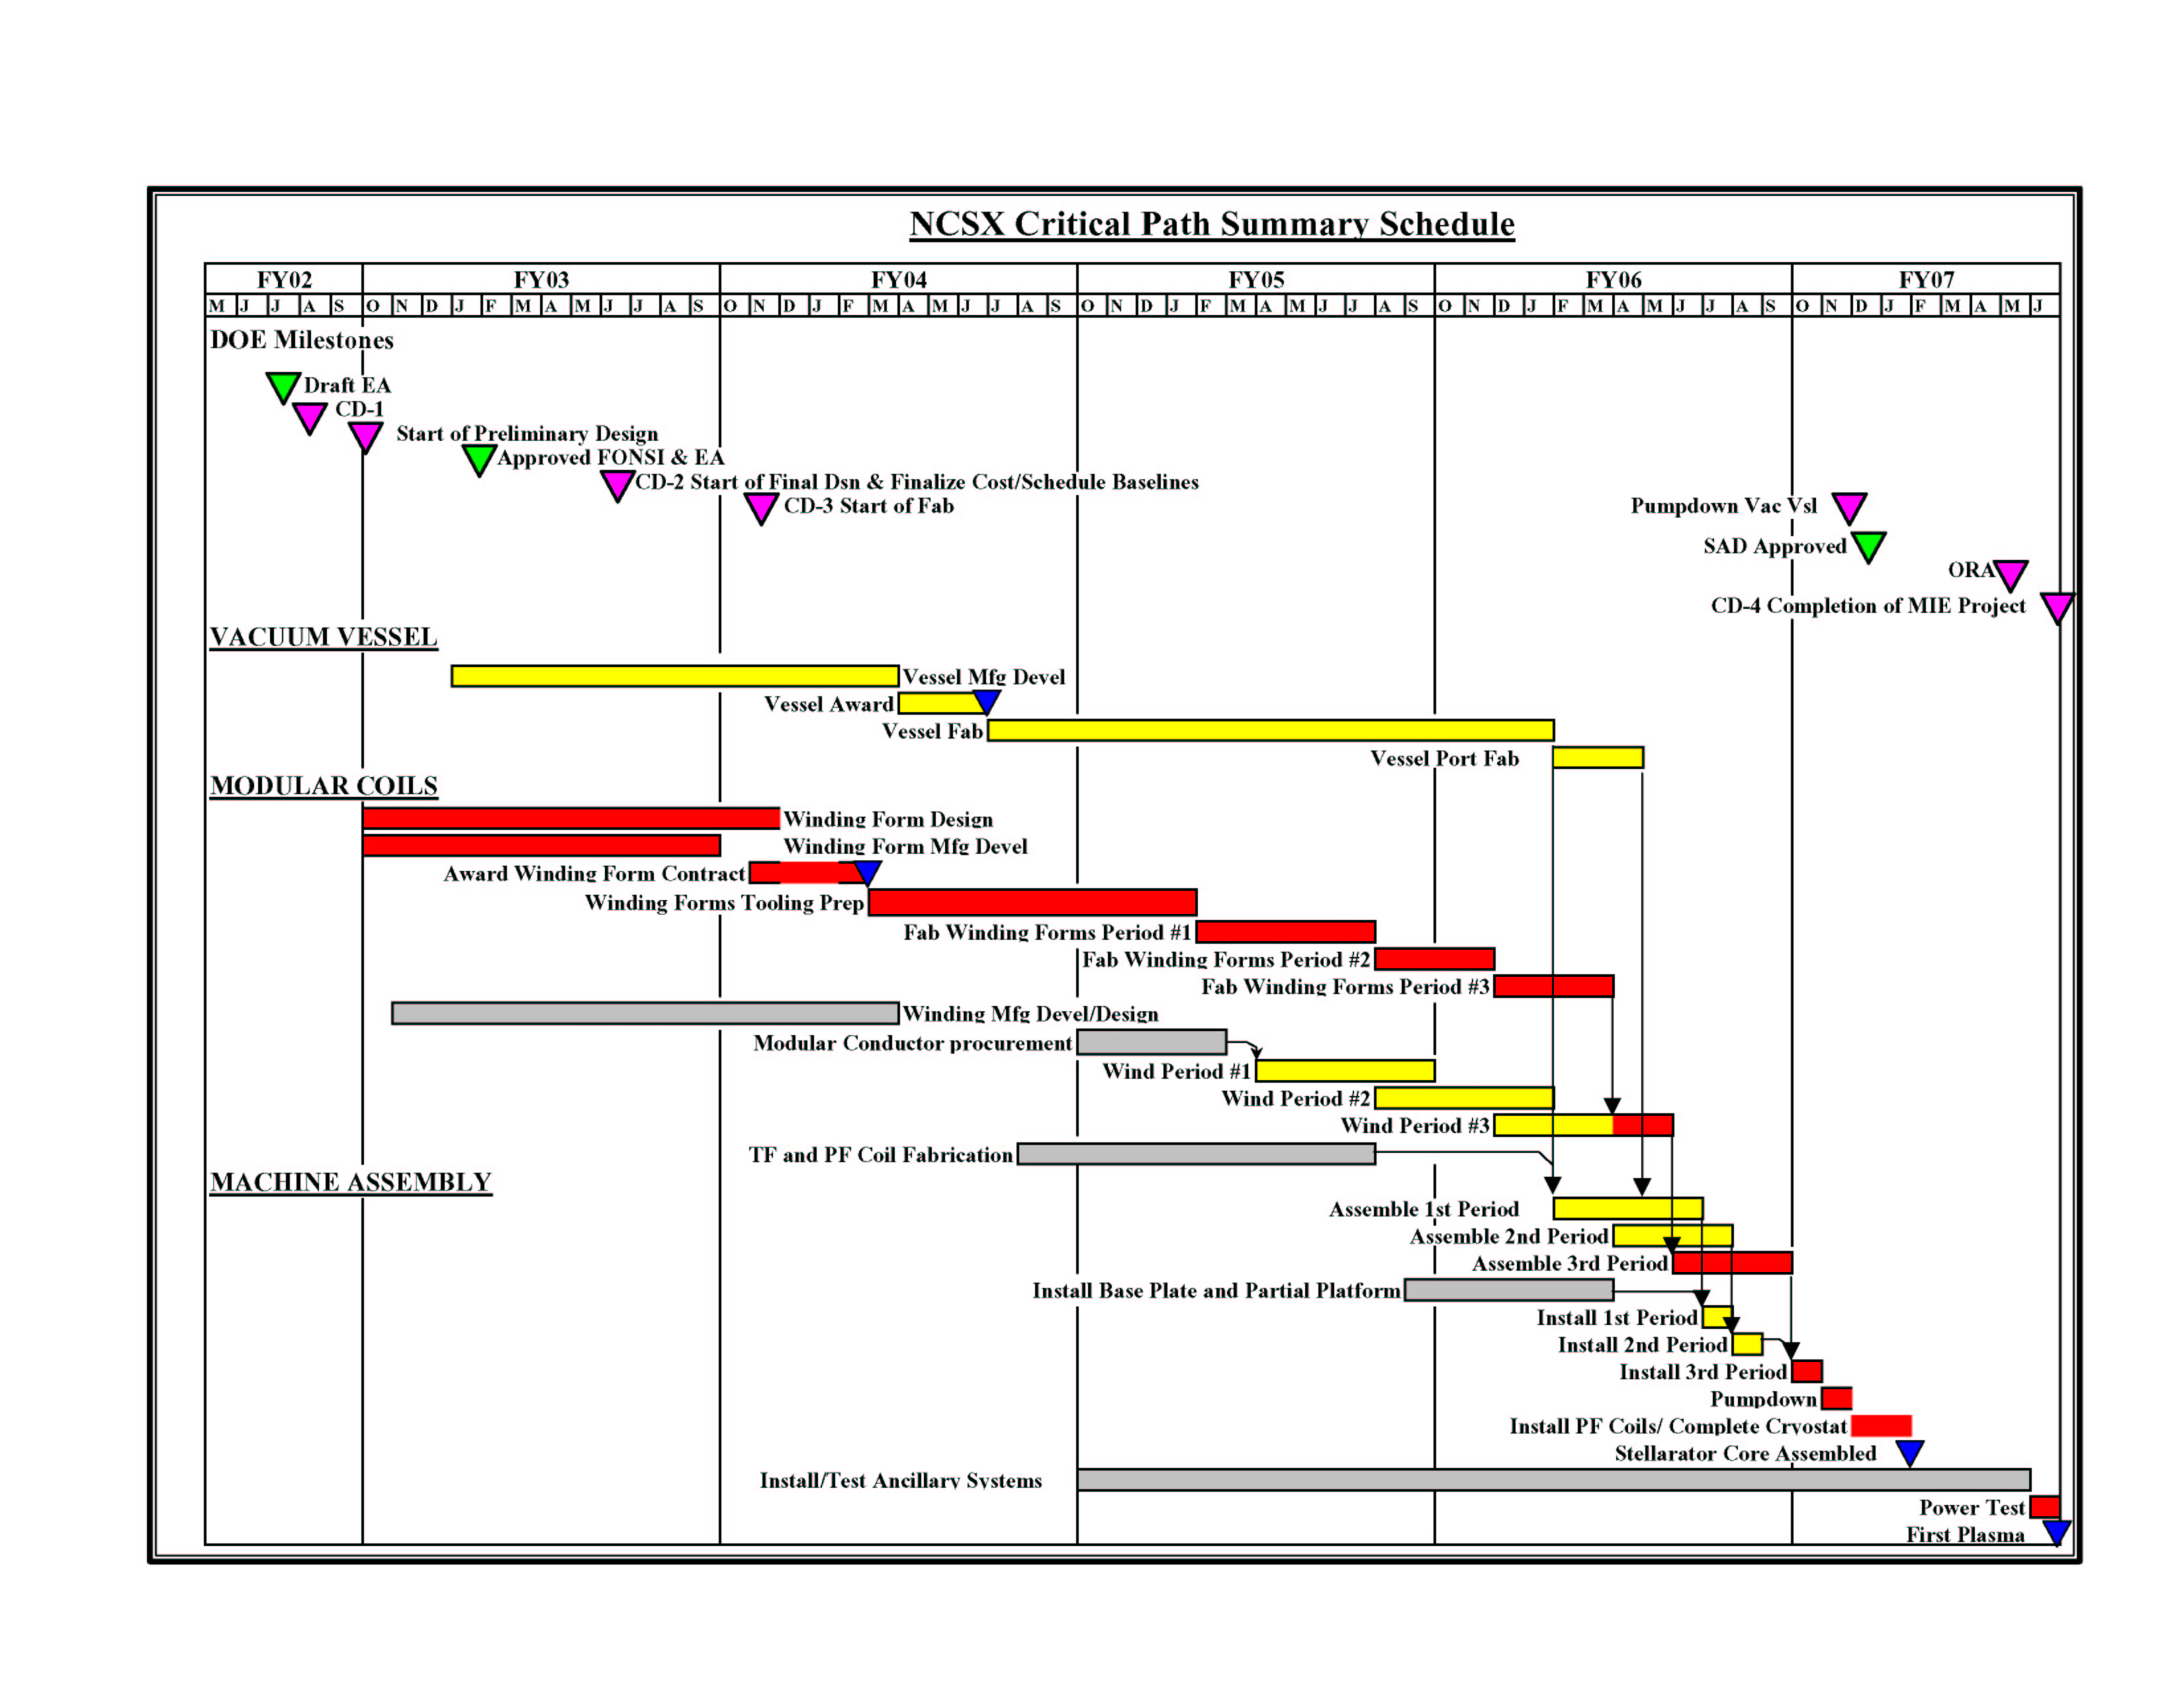 NCSX Critical Path Summary Schedule
FY02 FY03 FY04 FY05 FY06 FY07
M J J A S O N D J F M A M J J A S O N D J F M A M J J A S O N D J F M A M J J A S O N D J F M A M J J A S O N D J F M A M J
DOE Milestones
Draft EA
CD-1
Start of Preliminary Design
Approved FONSI & EA
CD-2 Start of Final Dsn & Finalize Cost/Schedule Baselines
CD-3 Start of Fab
Pumpdown Vac Vsl
SAD Approved
ORA
CD-4 Completion of MIE Project
VACUUM VESSEL
Vessel Mfg Devel
Vessel Award
Vessel Fab
Vessel Port Fab
MODULAR COILS
Winding Form Design
Winding Form Mfg Devel
Award Winding Form Contract
Winding Forms Tooling Prep
Fab Winding Forms Period #1
Fab Winding Forms Period #2
Fab Winding Forms Period #3
Winding Mfg Devel/Design
Modular Conductor procurement
Wind Period #1
Wind Period #2
Wind Period #3
TF and PF Coil Fabrication
MACHINE ASSEMBLY
Assemble 1st Period
Assemble 2nd Period
Assemble 3rd Period
Install Base Plate and Partial Platform
Install 1st Period
Install 2nd Period
Install 3rd Period
Pumpdown
Install PF Coils/ Complete Cryostat
Stellarator Core Assembled
Install/Test Ancillary Systems
Power Test
First Plasma